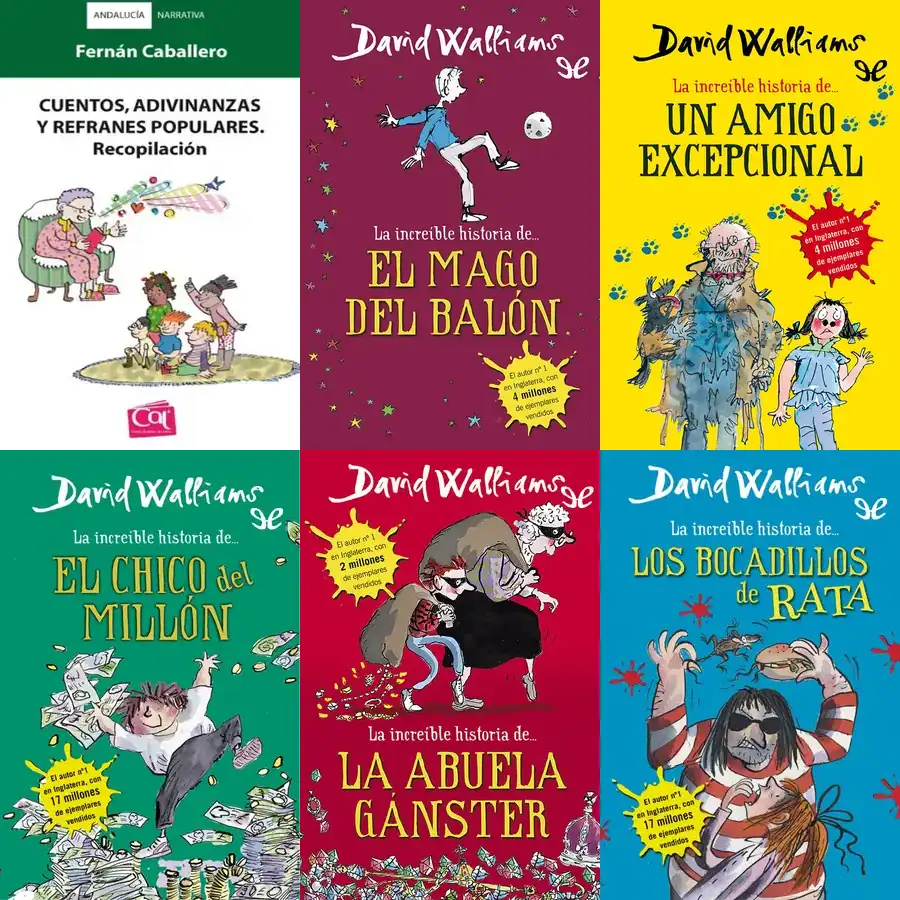 ANDALUCÍA NARRATIVA
Fernán Caballero
CUENTOS, ADIVINANZAS
Y REFRANES POPULARES.
Recopilación
Cal
David Walliams
La increíble historia de...
EL MAGO
DEL BALÓN
El autor nº 1
en Inglaterra, con
4 millones
de ejemplares
vendidos
David Walliams
La increíble historia de...
UN AMIGO
EXCEPCIONAL
El autor nº1
en Inglaterra, con
4 millones
de ejemplares
vendidos
David Walliams
La increíble historia de...
EL CHICO del
MILLÓN
El autor nº1
en Inglaterra, con
17 millones
de ejemplares
vendidos
David Walliams
El autor nº 1
en Inglaterra, con
2 millones
de ejemplares
vendidos
La increíble historia de...
LA ABUELA
GÁNSTER
David Walliams
La increíble historia de...
LOS BOCADILLOS
de RATA
El autor nº1
en Inglaterra, con
17 millones
de ejemplares
vendidos